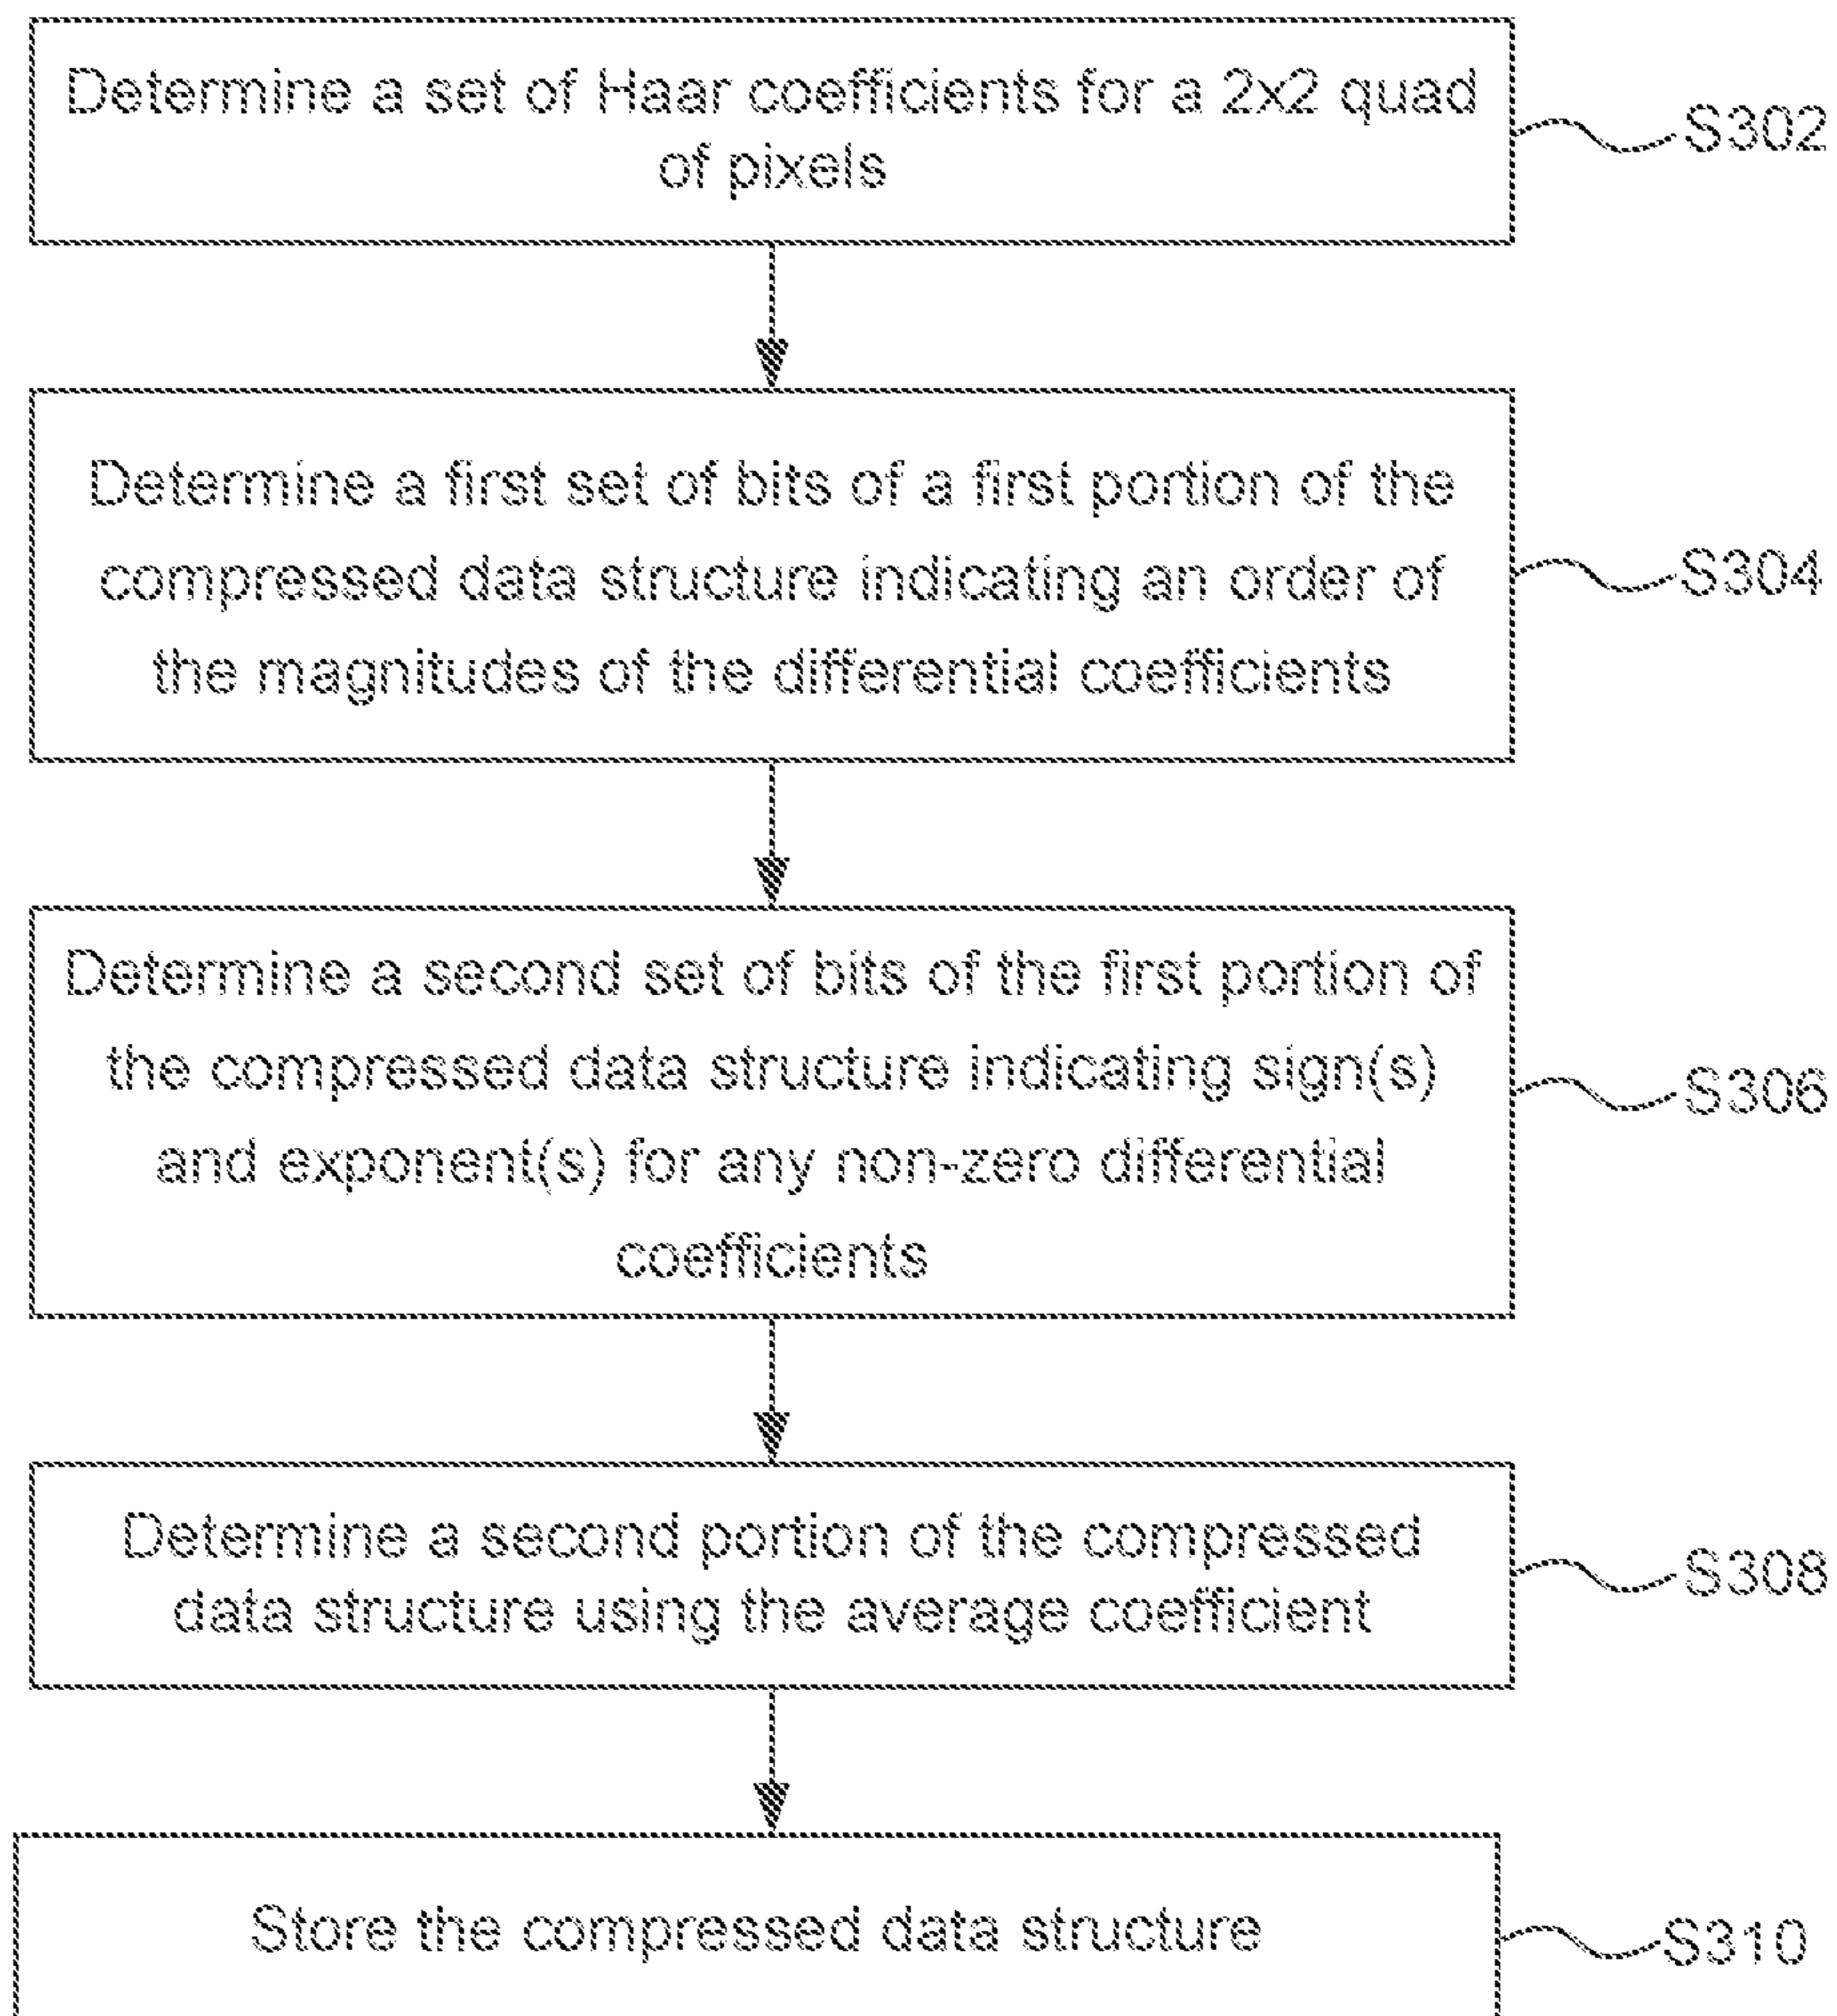 Determine a set of Haar coefficients for a 2x2 quad
of pixels
S302
Determine a first set of bits of a first portion of the
compressed data structure indicating an order of
the magnitudes of the differential coefficients
S304
Determine a second set of bits of the first portion of
the compressed data structure indicating sign(s)
and exponent(s) for any non-zero differential
coefficients
S306
Determine a second portion of the compressed
data structure using the average coefficient
S308
Store the compressed data structure
S310